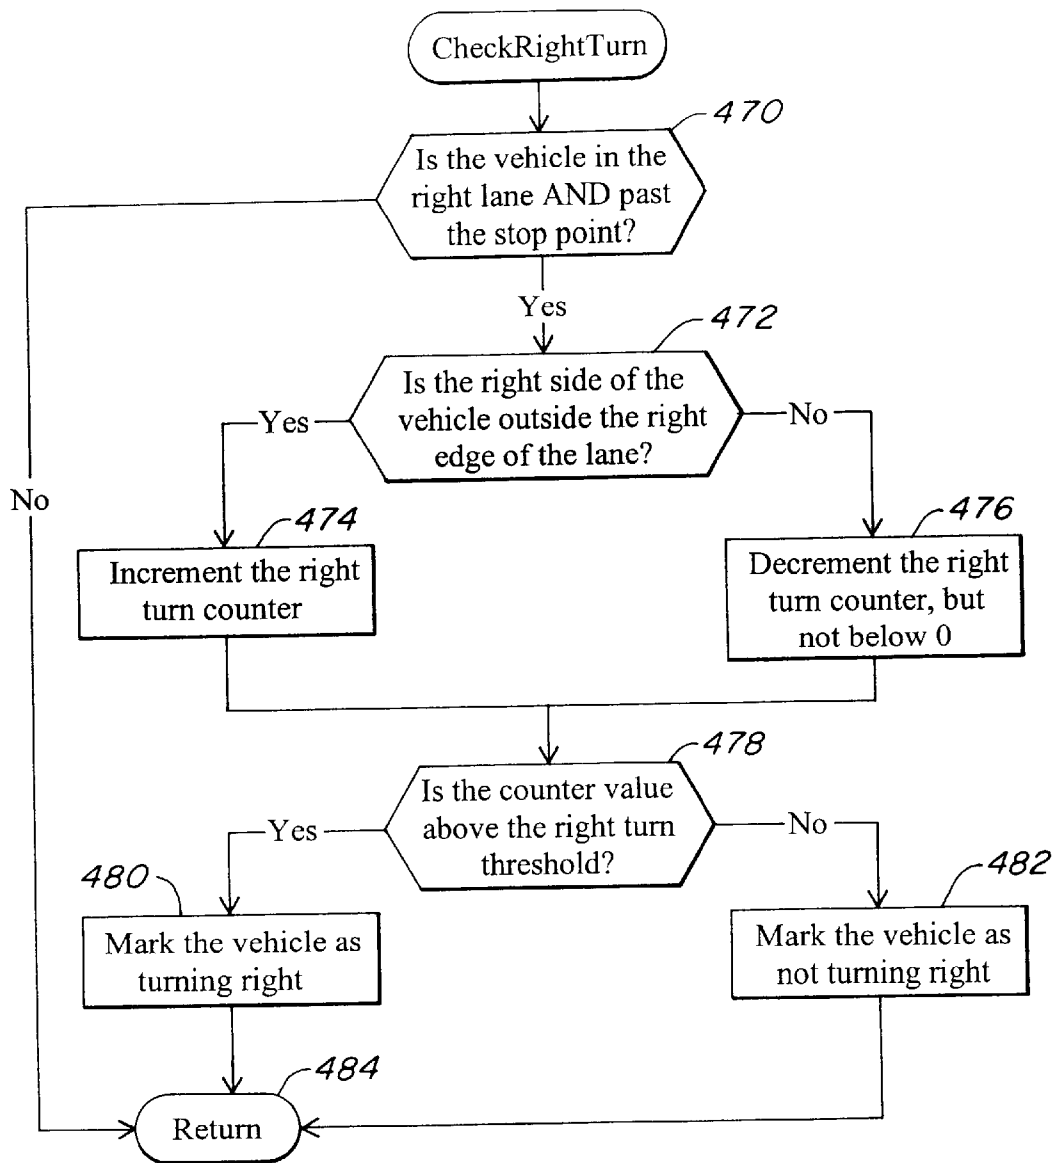 CheckRightTurn
470
Is the vehicle in the
right lane AND past
the stop point?
Yes
472
Is the right side of the
vehicle outside the right
edge of the lane?
Yes
No
No
474
Increment the right
turn counter
476
Decrement the right
turn counter, but
not below 0
478
Is the counter value
above the right turn
threshold?
Yes
No
480
Mark the vehicle as
turning right
482
Mark the vehicle as
not turning right
484
Return